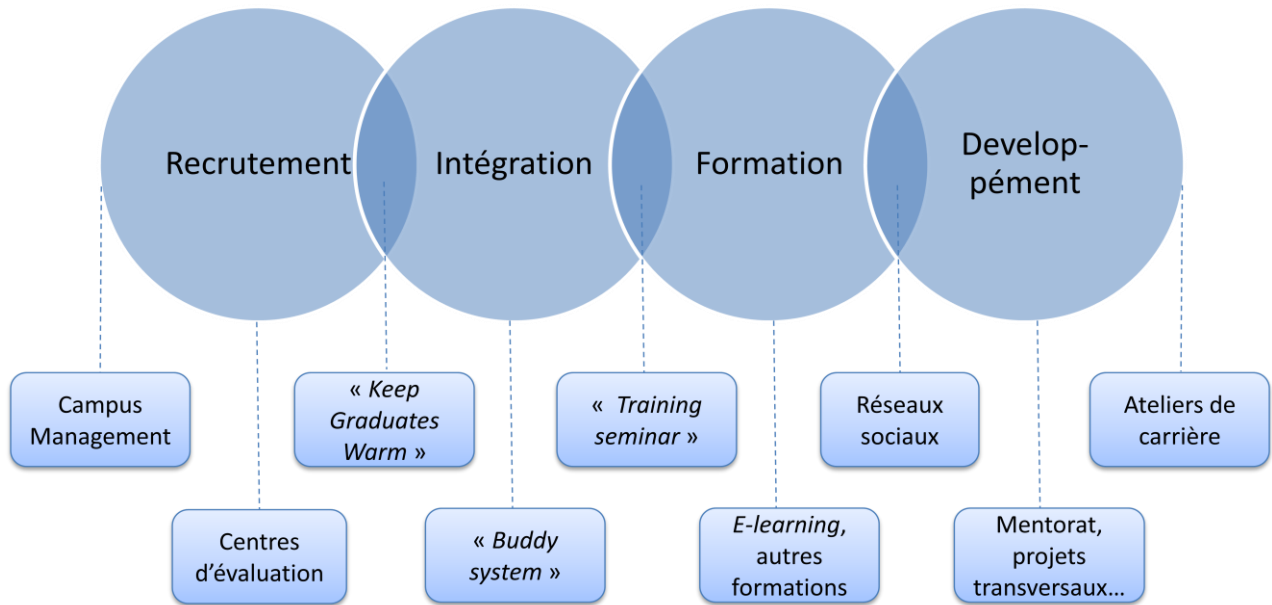 Recrutement
Intégration
Formation
Develop-
pément
Campus
Management
« Keep
Graduates
Warm »
« Training
seminar »
Réseaux
sociaux
Ateliers de
carrière
Centres
d’évaluation
« Buddy
system »
E-learning,
autres
formations
Mentorat,
projets
transversaux…